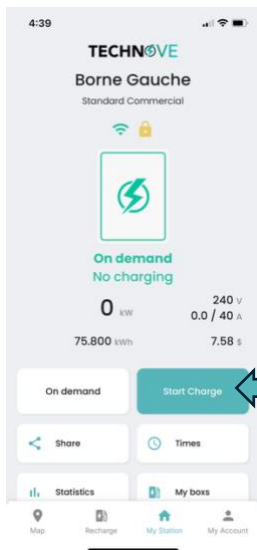 4:39
TECHNOVE
Borne Gauche
Standard Commercial
On demand
No charging
0 kW 240 V
0.0 / 40 A
75.800 kWh 7.58 $
On demand Start Charge
Share Times
Statistics My boxs
Map Recharge My Station My Account